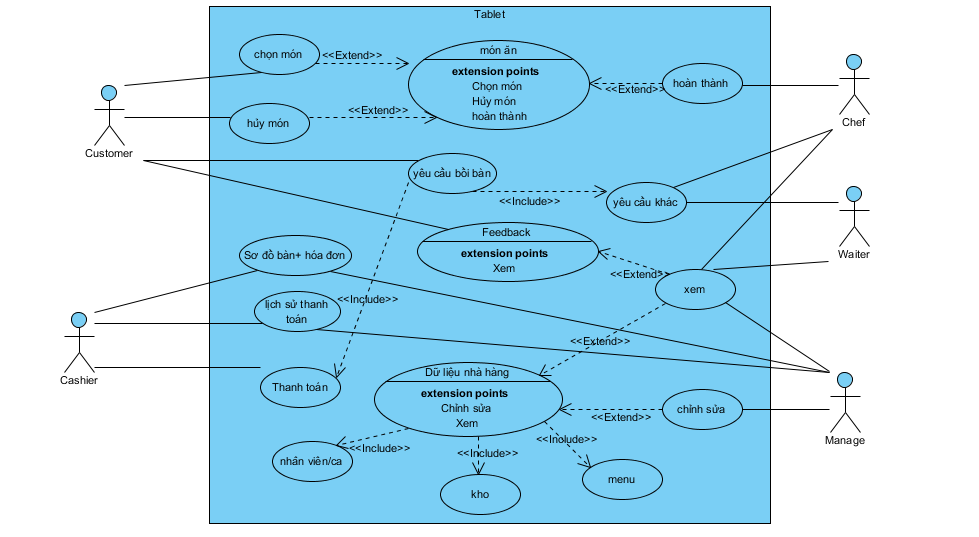 Tablet
chọn món
<<Extend>>
món ăn
extension points
Chọn món
Hủy món
hoàn thành
<<Extend>>
hoàn thành
Chef
Customer
hủy món
<<Extend>>
yêu cầu bồi bàn
<<Include>>
yêu cầu khác
Waiter
Feedback
extension points
Xem
<<Extend>>
xem
Sơ đồ bàn+ hóa đơn
<<Include>>
lịch sử thanh
toán
Cashier
<<Extend>>
Thanh toán
Dữ liệu nhà hàng
extension points
Chỉnh sửa
Xem
<<Extend>>
chỉnh sửa
Manage
<<Include>>
<<Include>>
<<Include>>
nhân viên/ca
kho
menu